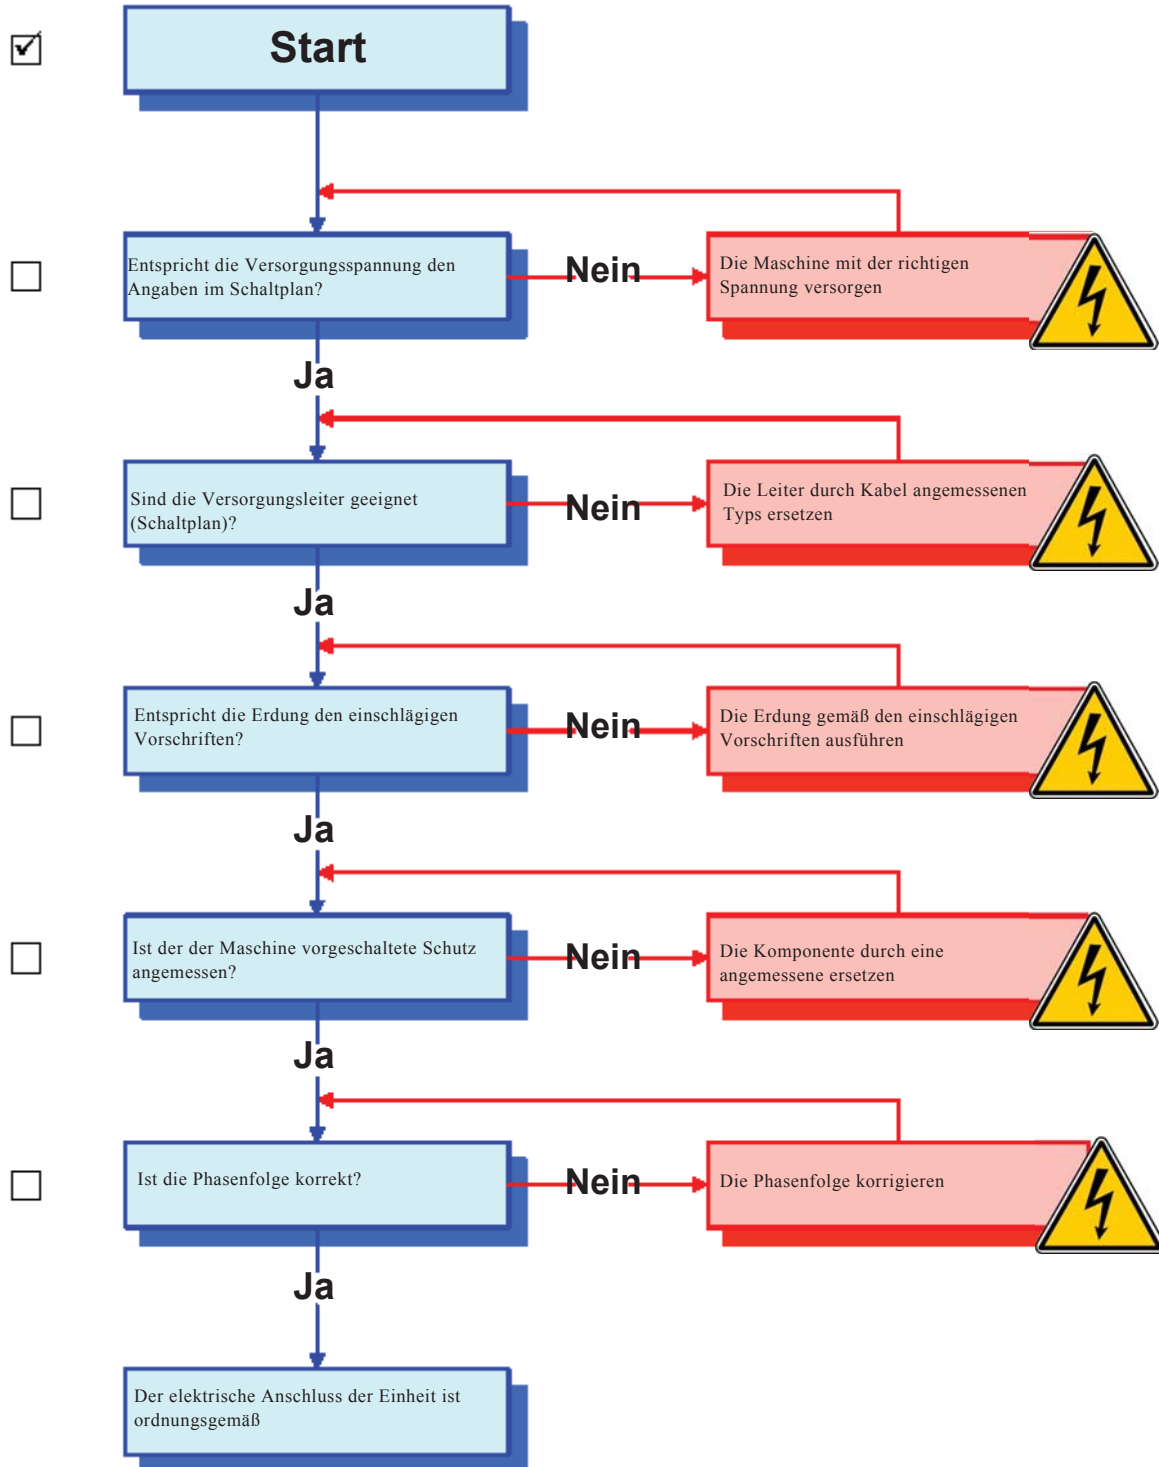 Start
Entspricht die Versorgungsspannung den
Angaben im Schaltplan?
Nein
Die Maschine mit der richtigen
Spannung versorgen
Ja
Sind die Versorgungsleiter geeignet
(Schaltplan)?
Nein
Die Leiter durch Kabel angemessenen
Typs ersetzen
Ja
Entspricht die Erdung den einschlägigen
Vorschriften?
Nein
Die Erdung gemäß den einschlägigen
Vorschriften ausführen
Ja
Ist der der Maschine vorgeschaltete Schutz
angemessen?
Nein
Die Komponente durch eine
angemessene ersetzen
Ja
Ist die Phasenfolge korrekt?
Nein
Die Phasenfolge korrigieren
Ja
Der elektrische Anschluss der Einheit ist
ordnungsgemäß